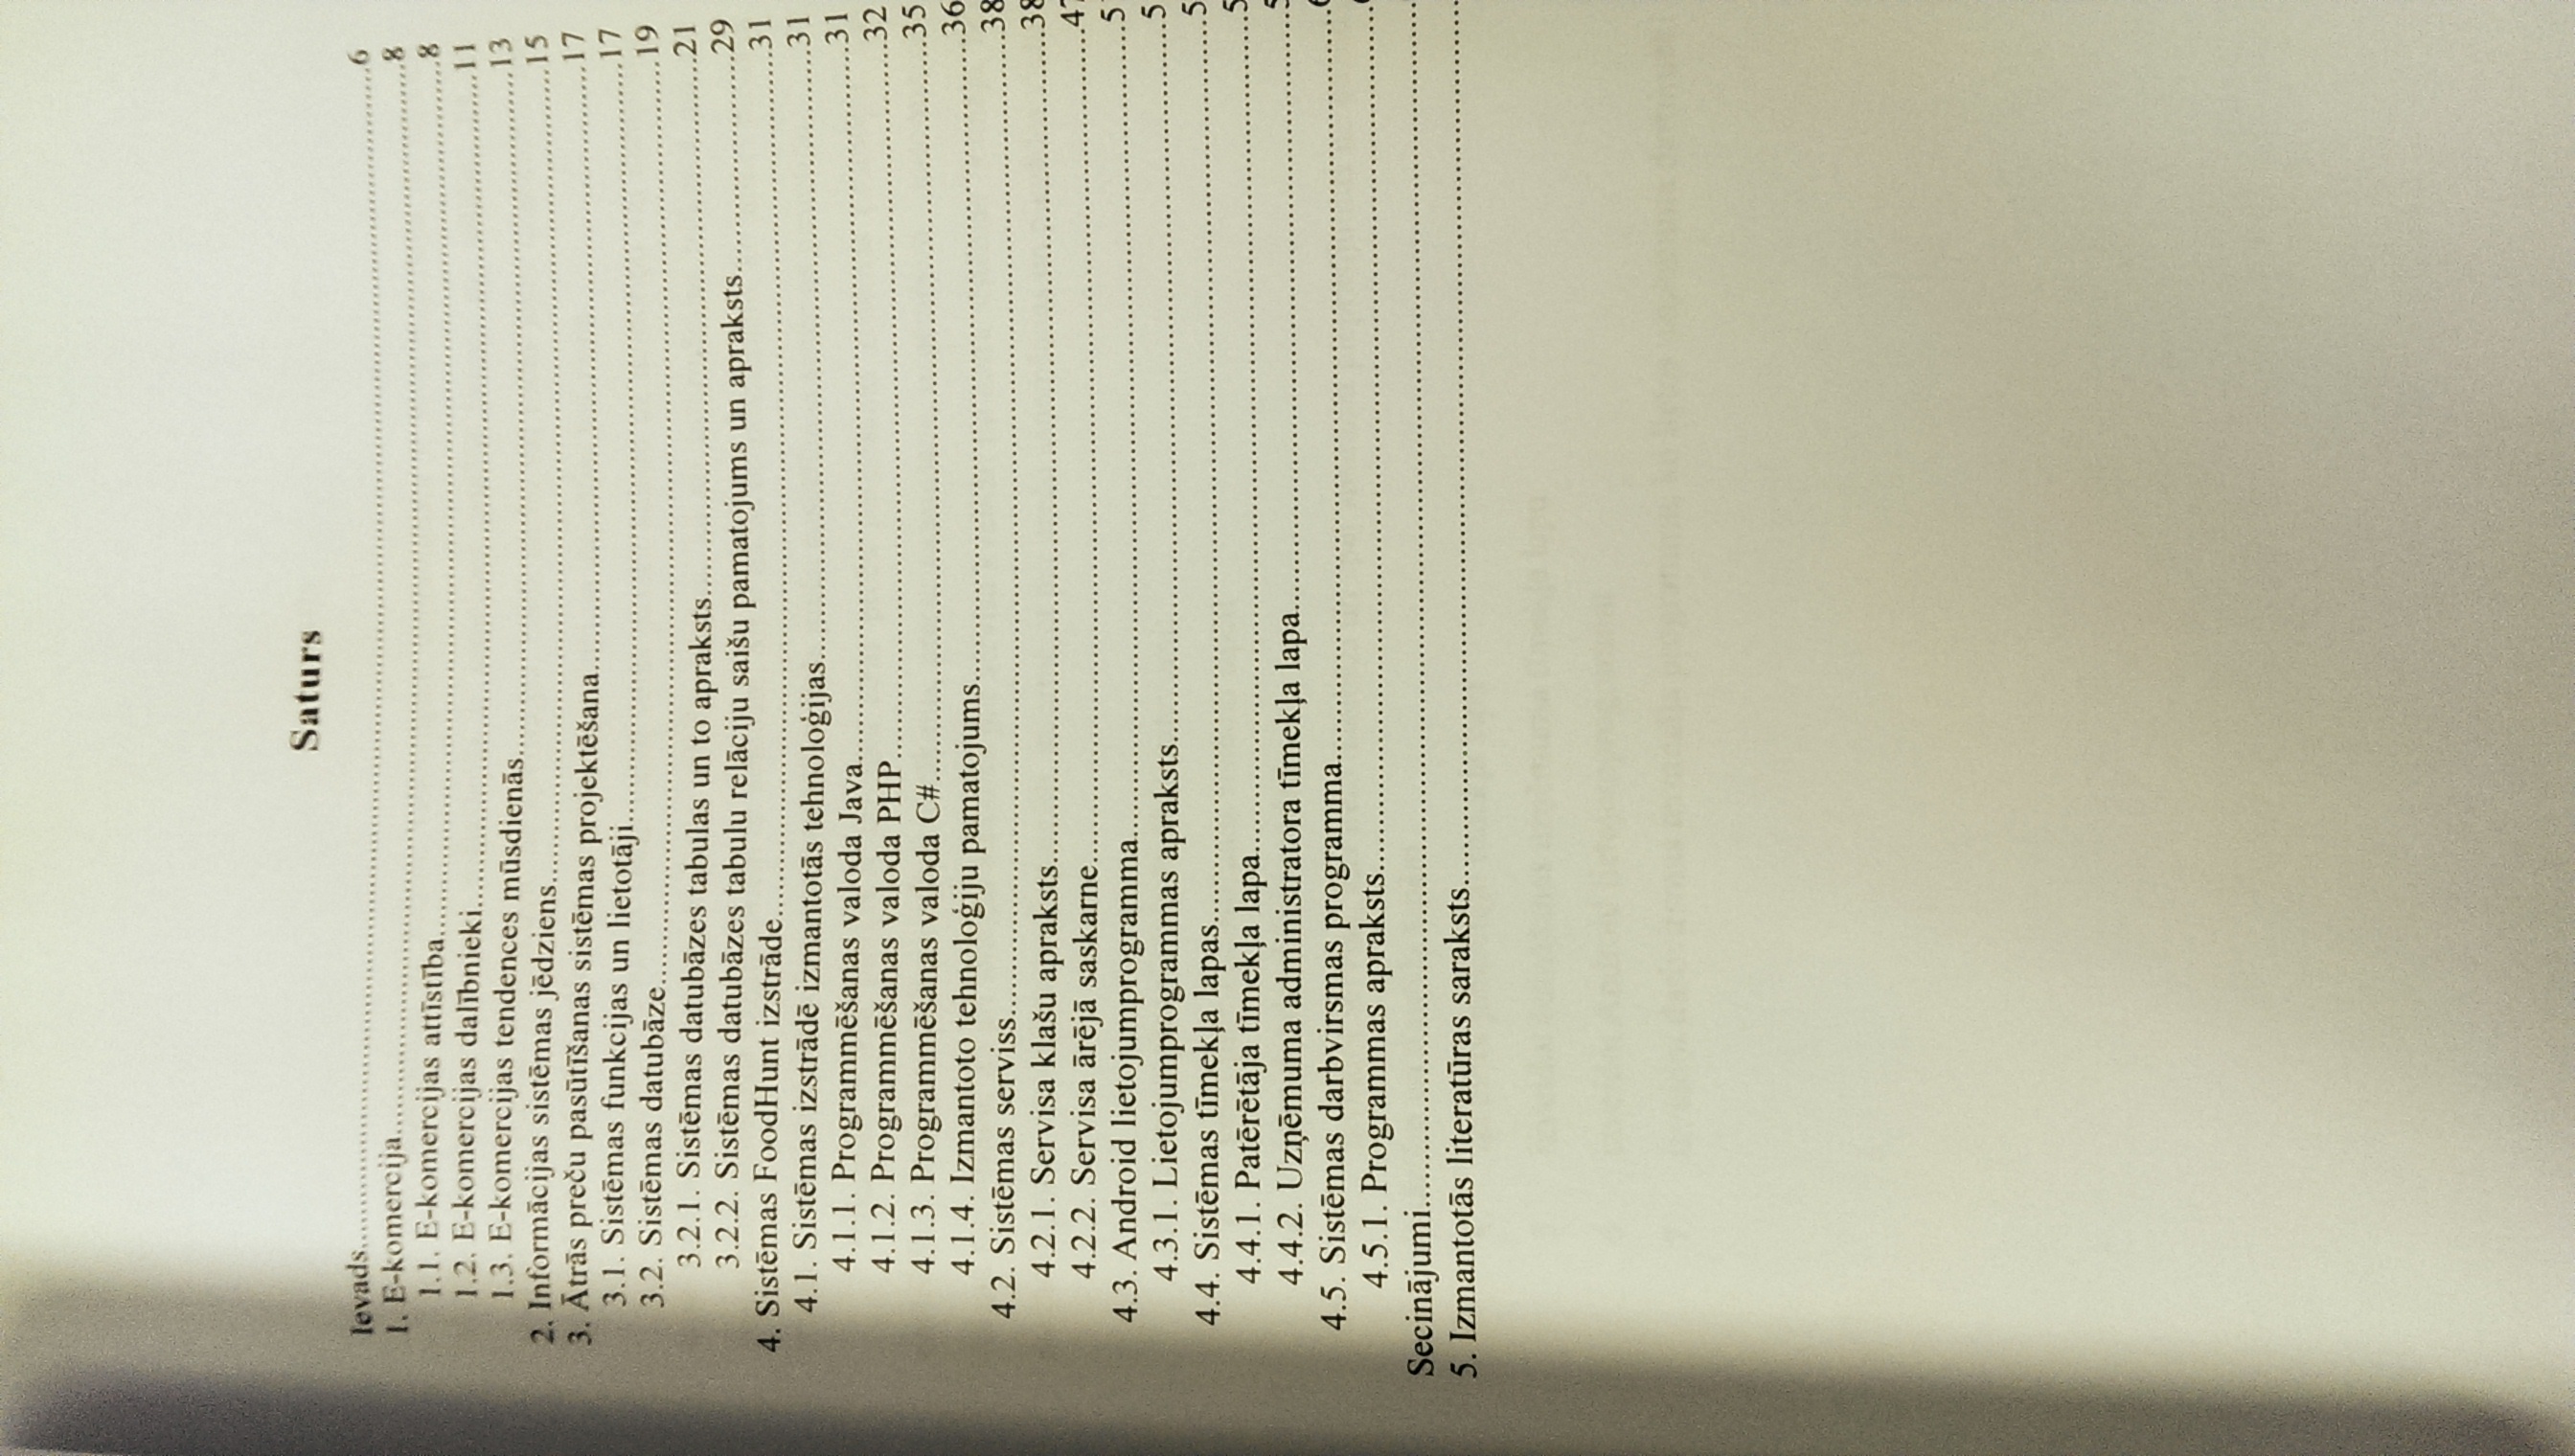 Saturs
Ievads..........6
1. E-komercija..........8
1.1. E-komercijas attīstība..........8
1.2. E-komercijas dalībnieki..........11
1.3. E-komercijas tendences mūsdienās..........13
2. Informācijas sistēmas jēdziens..........15
3. Ātrās preču pasūtīšanas sistēmas projektēšana..........17
3.1. Sistēmas funkcijas un lietotāji..........17
3.2. Sistēmas datubāze..........19
3.2.1. Sistēmas datubāzes tabulas un to apraksts..........21
3.2.2. Sistēmas datubāzes tabulu relāciju saišu pamatojums un apraksts..........29
4. Sistēmas FoodHunt izstrāde..........31
4.1. Sistēmas izstrādē izmantotās tehnoloģijas..........31
4.1.1. Programmēšanas valoda Java..........31
4.1.2. Programmēšanas valoda PHP..........32
4.1.3. Programmēšanas valoda C#..........35
4.1.4. Izmantoto tehnoloģiju pamatojums..........36
4.2. Sistēmas serviss..........38
4.2.1. Servisa klašu apraksts..........38
4.2.2. Servisa ārējā saskarne..........47
4.3. Android lietojumprogramma..........5
4.3.1. Lietojumprogrammas apraksts..........5
4.4. Sistēmas tīmekļa lapas..........5
4.4.1. Patērētāja tīmekļa lapa..........5
4.4.2. Uzņēmuma administratora tīmekļa lapa..........
4.5. Sistēmas darbvirsmas programma..........
4.5.1. Programmas apraksts..........
Secinājumi..........
5. Izmantotās literatūras saraksts..........